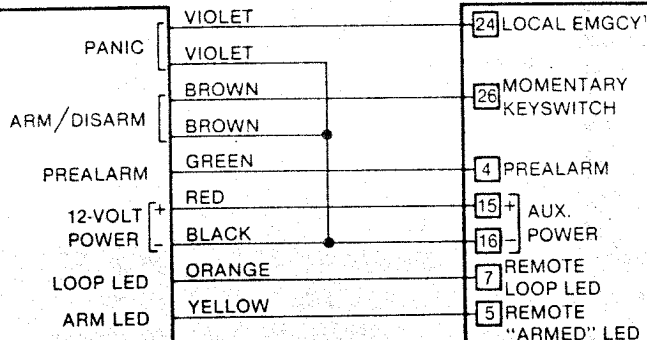 VIOLET
24 LOCAL EMGCY
PANIC
VIOLET
BROWN
26 MOMENTARY
KEYSWITCH
ARM/DISARM
BROWN
GREEN
PREALARM
4 PREALARM
RED
12-VOLT +
15 + AUX.
POWER -
BLACK
16 - POWER
ORANGE
LOOP LED
7 REMOTE
LOOP LED
YELLOW
ARM LED
5 REMOTE
"ARMED" LED